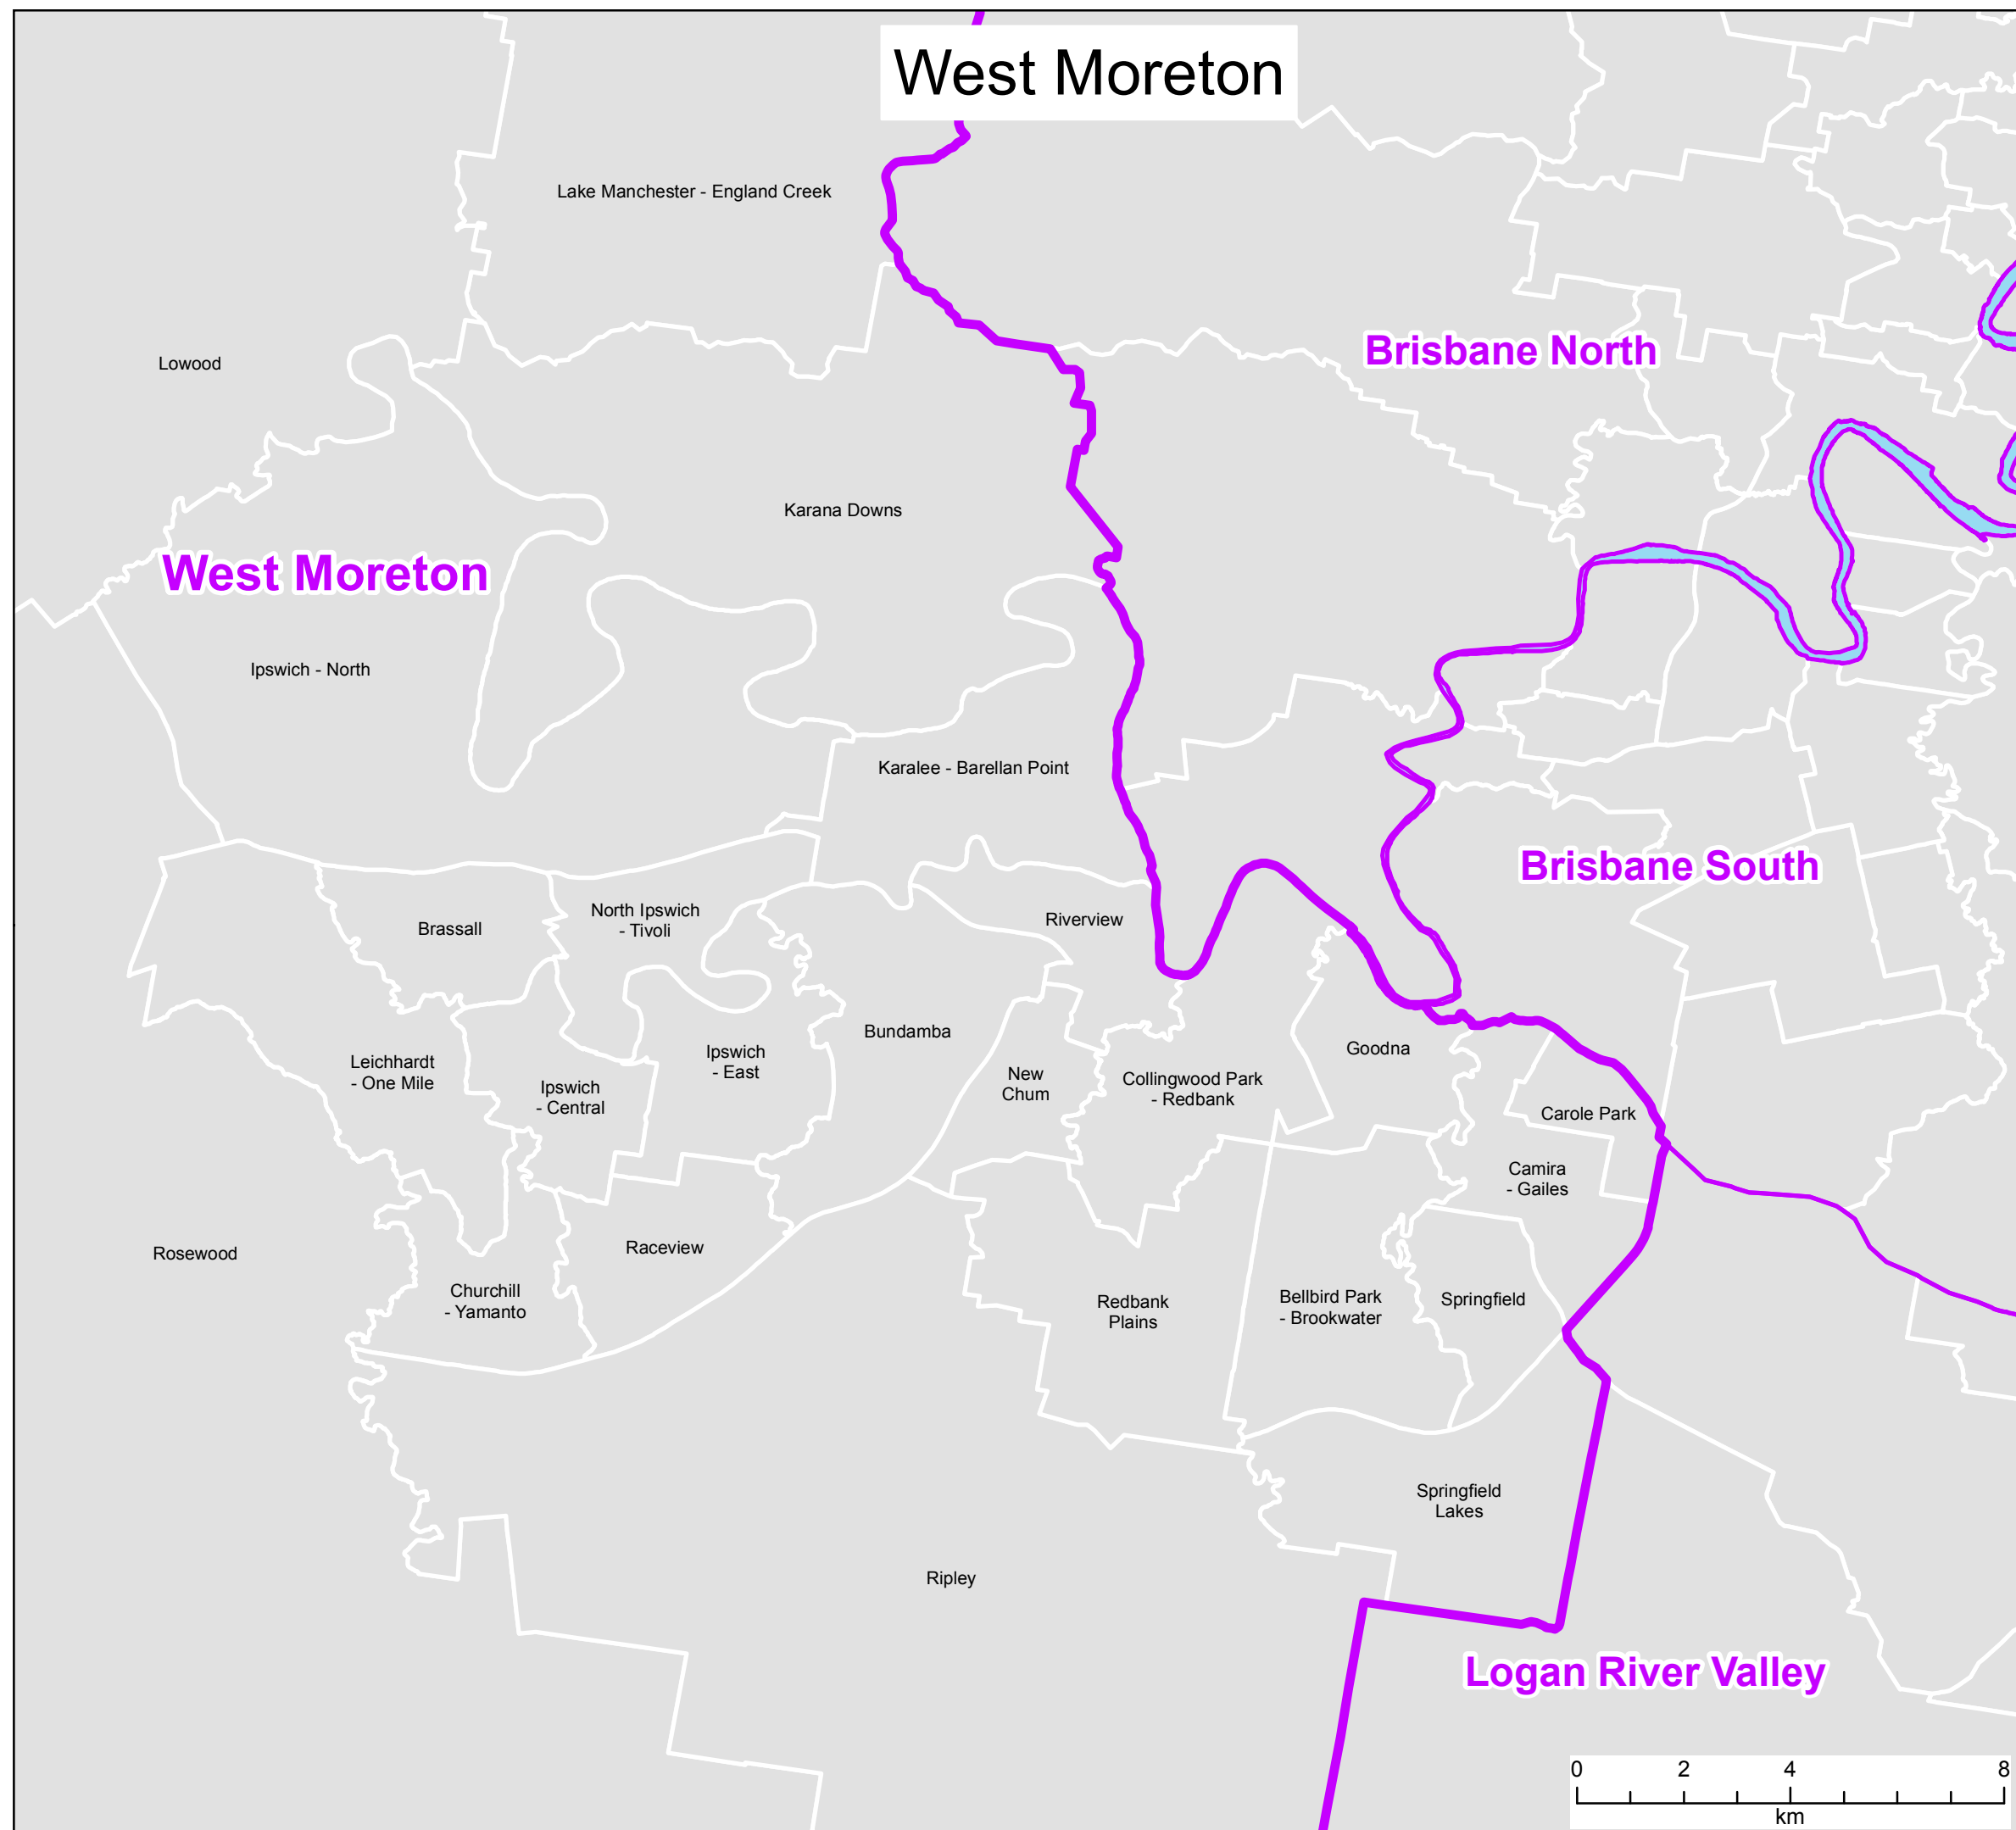 West Moreton
Lake Manchester - England Creek
Brisbane North
Lowood
Karana Downs
West Moreton
Ipswich - North
Karalee - Barellan Point
Brisbane South
North Ipswich
- Tivoli
Riverview
Brassall
Bundamba
Goodna
Ipswich
- East
Leichhardt
- One Mile
New
Chum
Collingwood Park
- Redbank
Ipswich
- Central
Carole Park
Camira
- Gailes
Rosewood
Raceview
Churchill
- Yamanto
Redbank
Plains
Bellbird Park
- Brookwater
Springfield
Springfield
Lakes
Ripley
Logan River Valley
0 2 4 8
km